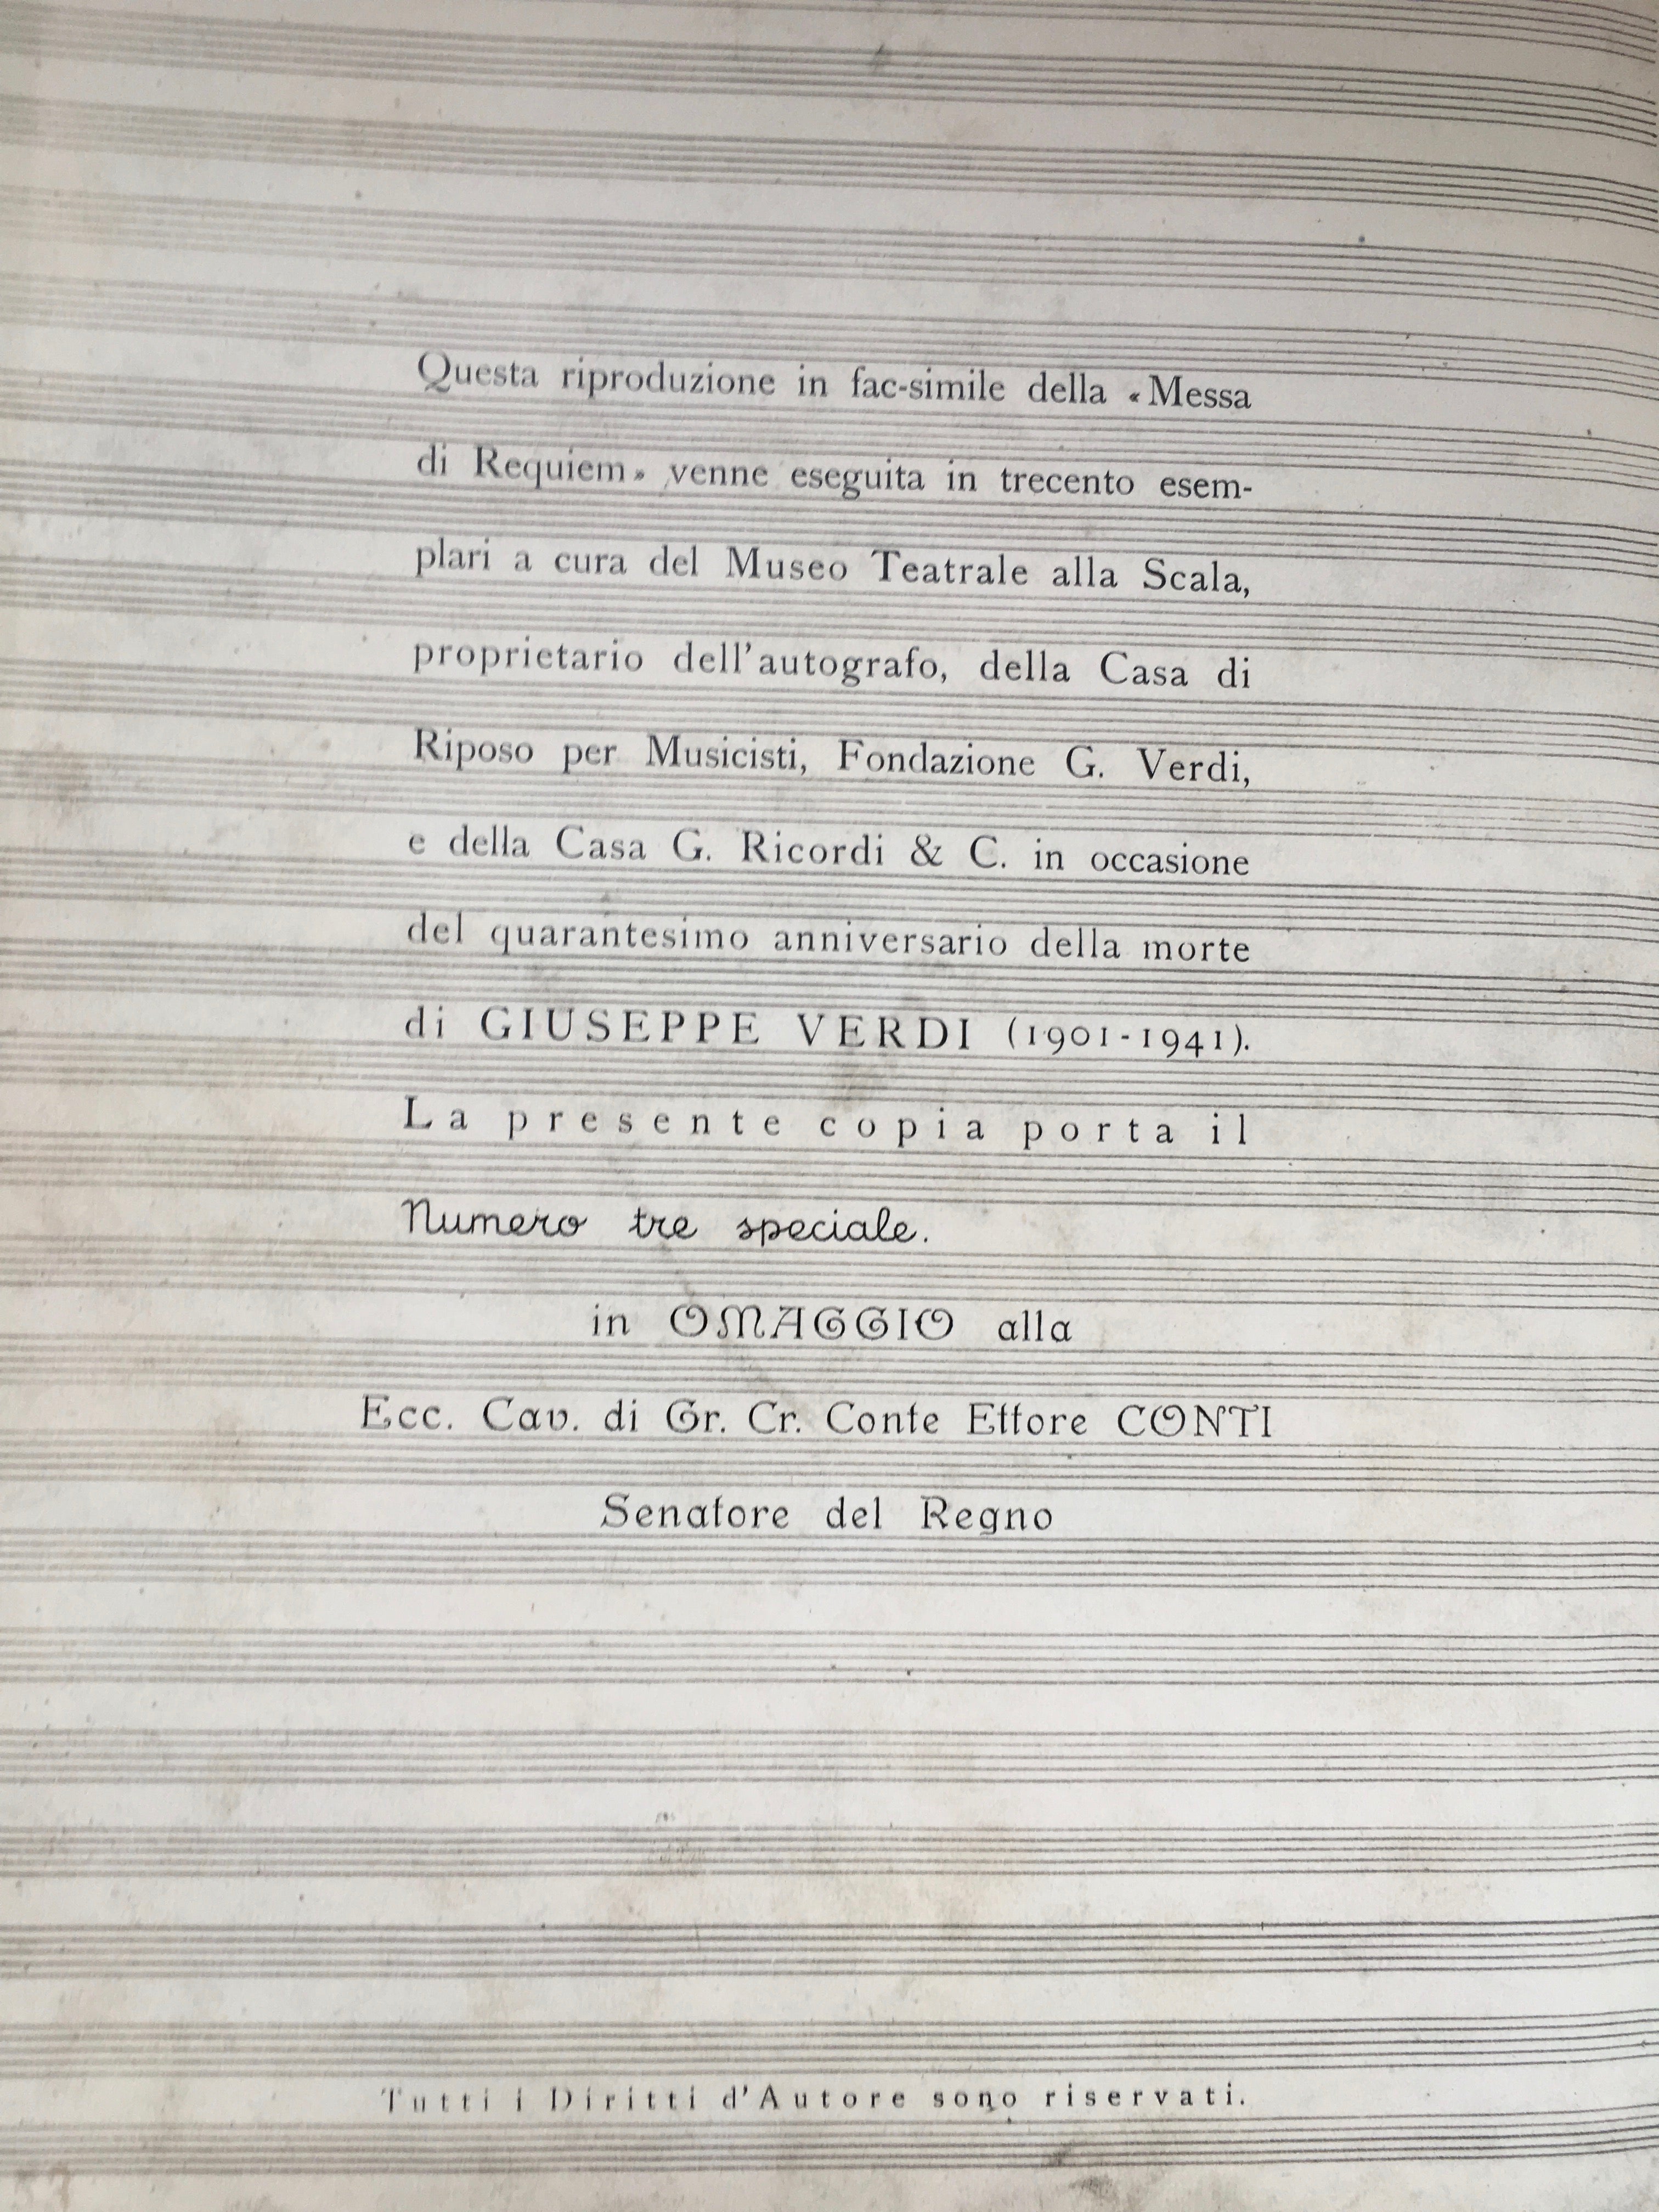 Questa riproduzione in fac-simile della «Messa
di Requiem» venne eseguita in trecento esem-
plari a cura del Museo Teatrale alla Scala,
proprietario dell'autografo, della Casa di
Riposo per Musicisti, Fondazione G. Verdi,
e della Casa G. Ricordi & C. in occasione
del quarantesimo anniversario della morte
di GIUSEPPE VERDI (1901-1941).
La presente copia porta il
Numero tre speciale.
in OMAGGIO alla
Ecc. Cav. di Gr. Cr. Conte Ettore CONTI
Senatore del Regno
Tutti i Diritti d'Autore sono riservati.